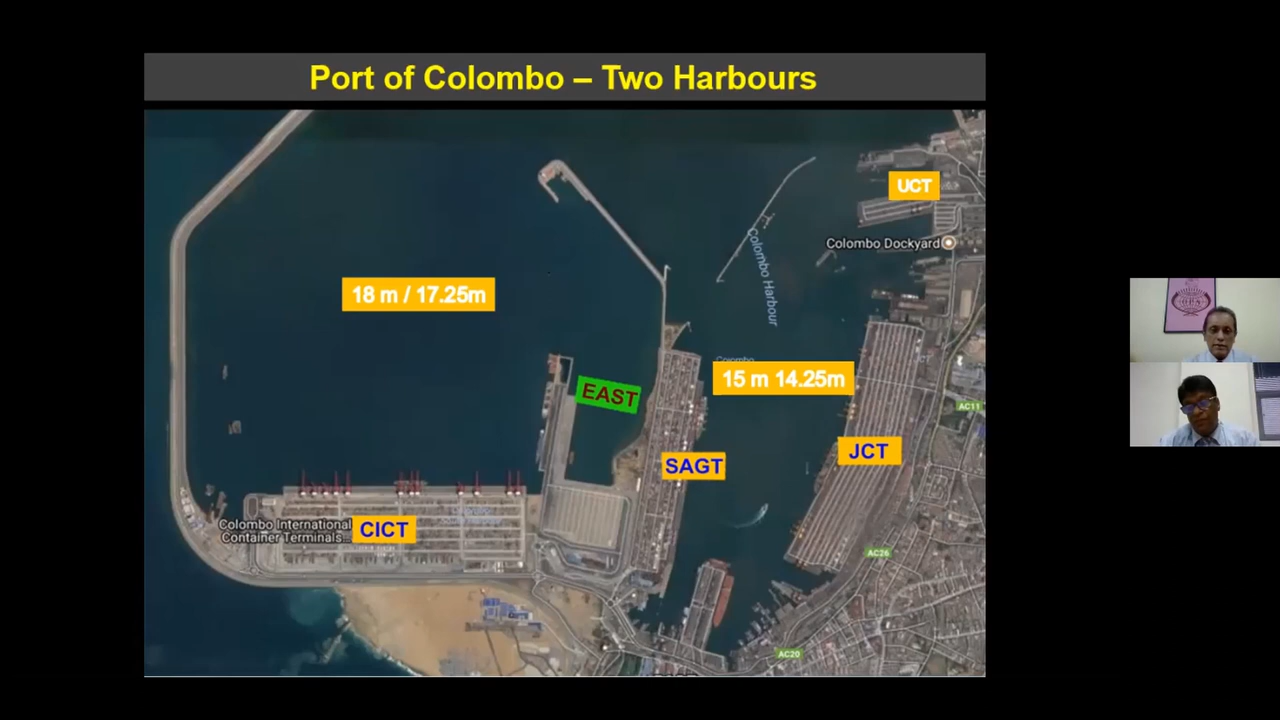 Port of Colombo – Two Harbours
UCT
Colombo Dockyard
Colombo Harbour
18 m / 17.25m
Colombo
15 m 14.25m
EAST
AC11
SAGT
JCT
Colombo International
Container Terminals...
CICT
AC26
AC20